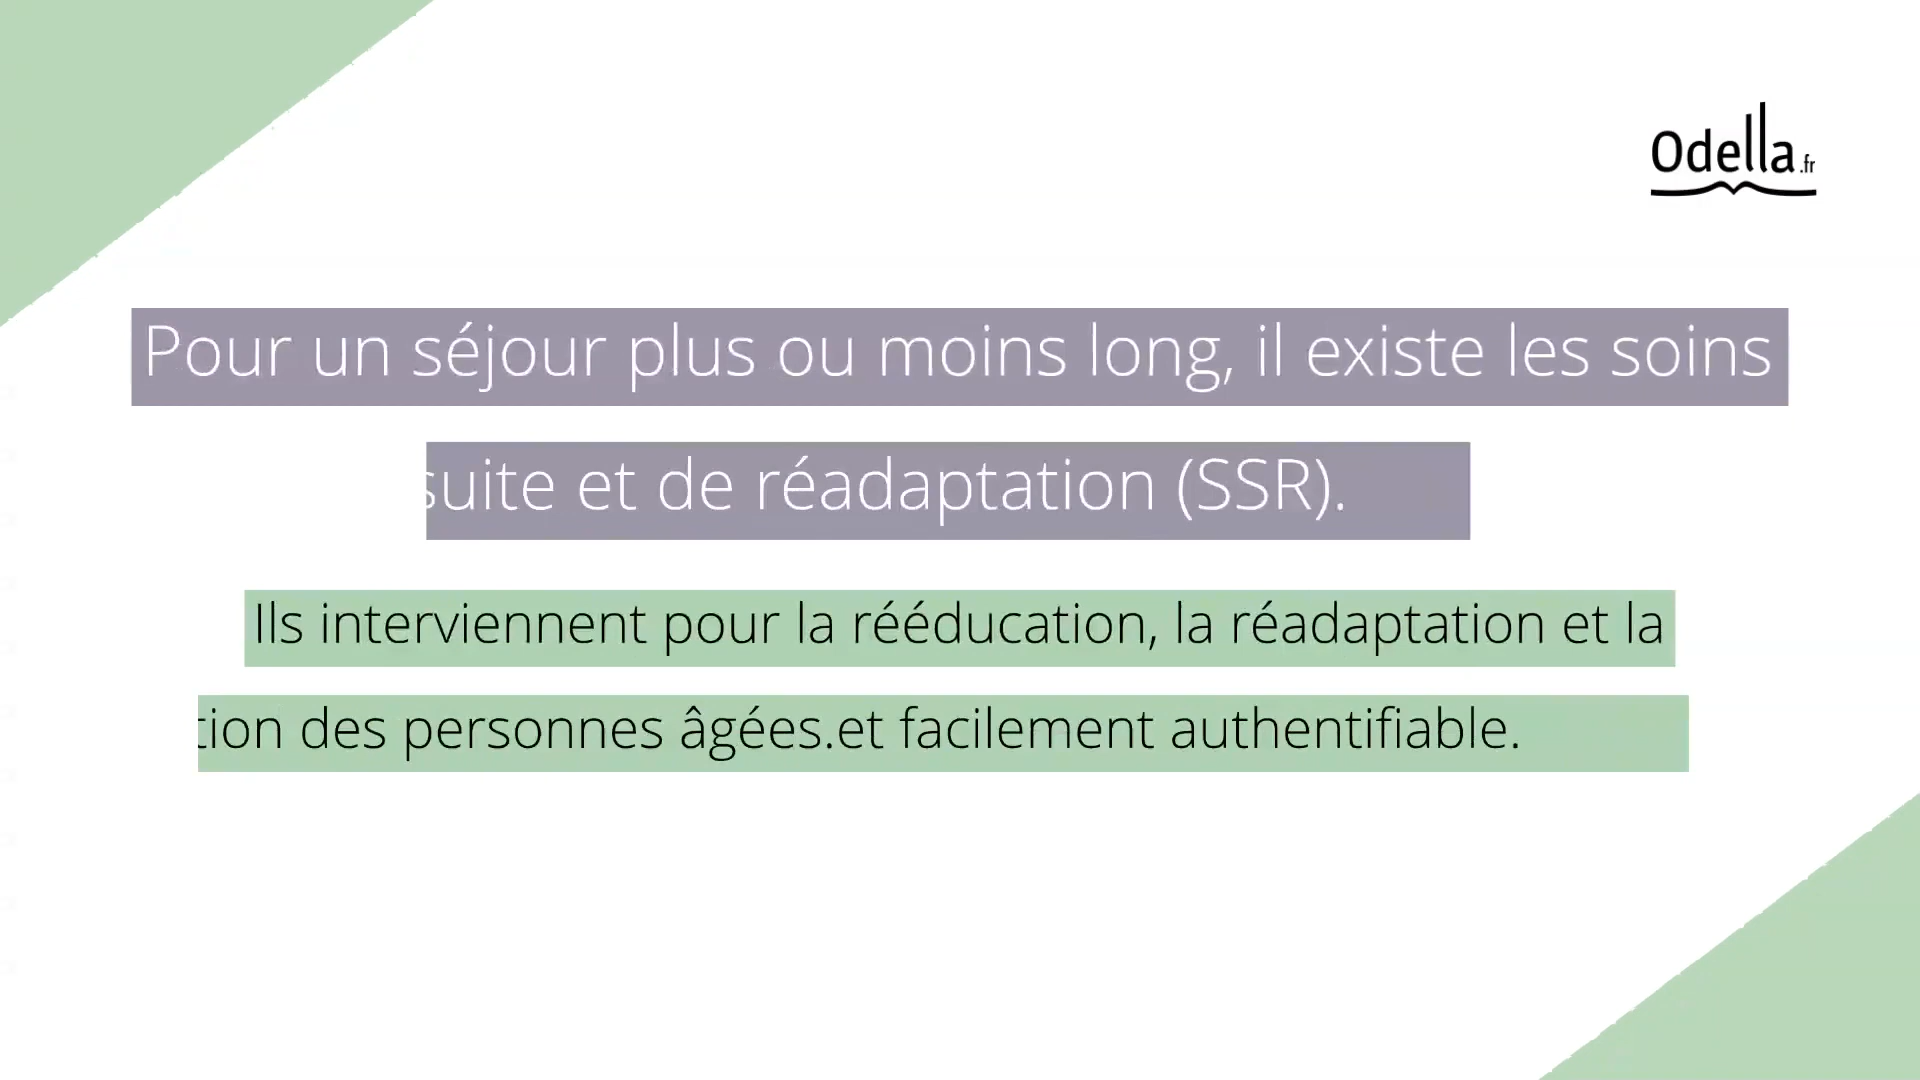 Odella.fr
Pour un séjour plus ou moins long, il existe les soins
suite et de réadaptation (SSR).
Ils interviennent pour la rééducation, la réadaptation et la
tion des personnes âgées.et facilement authentifiable.